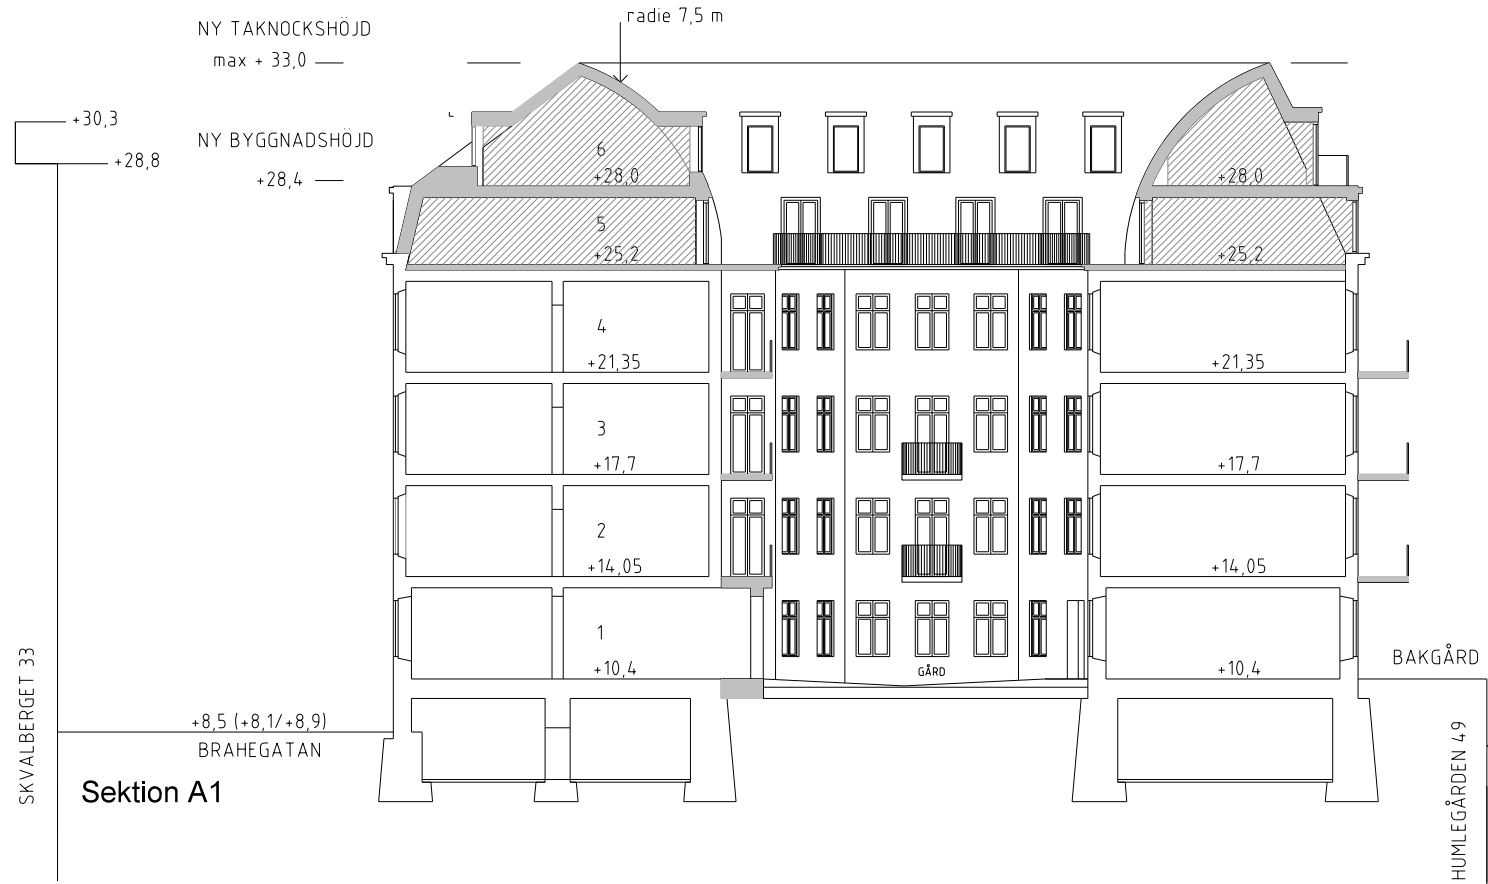 radie 7,5 m
NY TAKNOCKSHÖJD
max + 33,0
+30,3
NY BYGGNADSHÖJD
+28,8
+28,4
6
+28,0
+28,0
5
+25,2
+25,2
4
+21,35
+21,35
3
+17,7
+17,7
2
+14,05
+14,05
1
+10,4
GÅRD
+10,4
BAKGÅRD
SKVALBERGET 33
+8,5 (+8,1/+8,9)
BRAHEGATAN
HUMLEGÅRDEN 49
Sektion A1